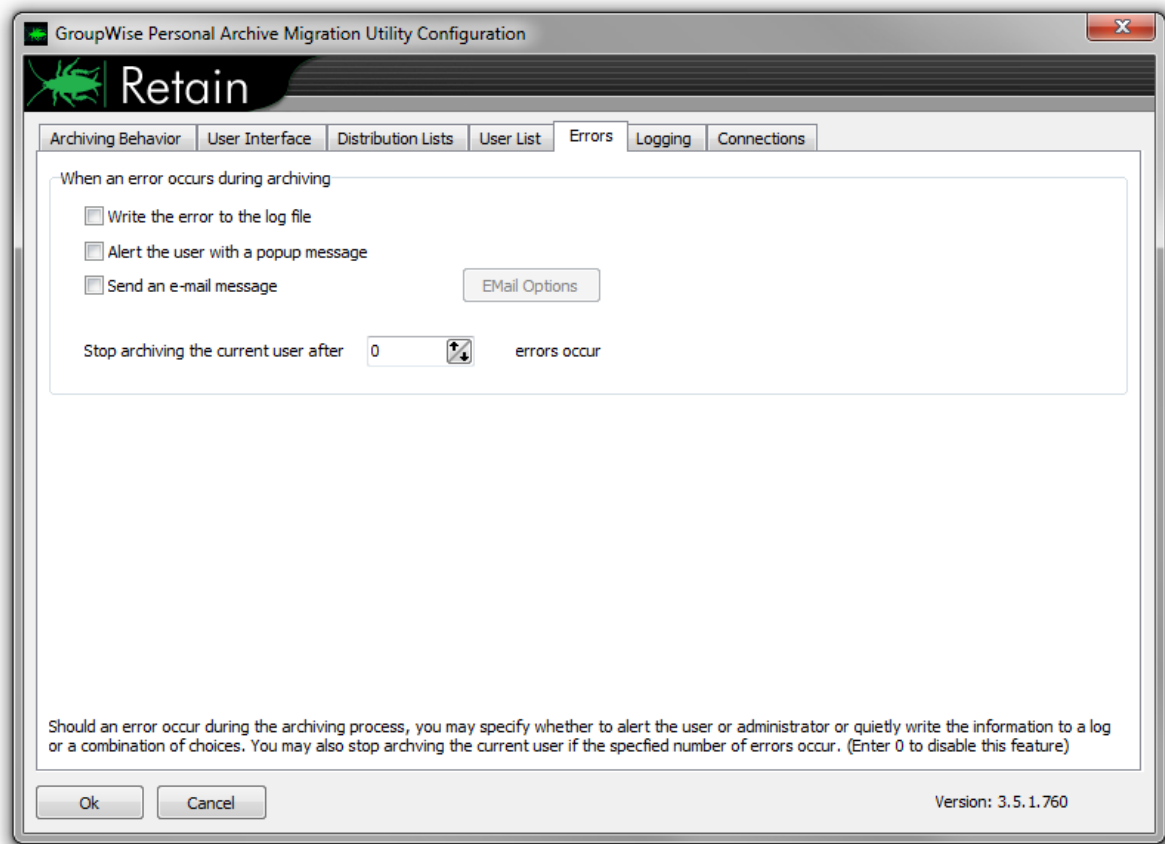 GroupWise Personal Archive Migration Utility Configuration
Retain
Archiving Behavior User Interface Distribution Lists User List Errors Logging Connections
When an error occurs during archiving
Write the error to the log file
Alert the user with a popup message
Send an e-mail message EMail Options
Stop archiving the current user after 0 errors occur
Should an error occur during the archiving process, you may specify whether to alert the user or administrator or quietly write the information to a log
or a combination of choices. You may also stop archving the current user if the specfied number of errors occur. (Enter 0 to disable this feature)
Ok Cancel Version: 3.5.1.760